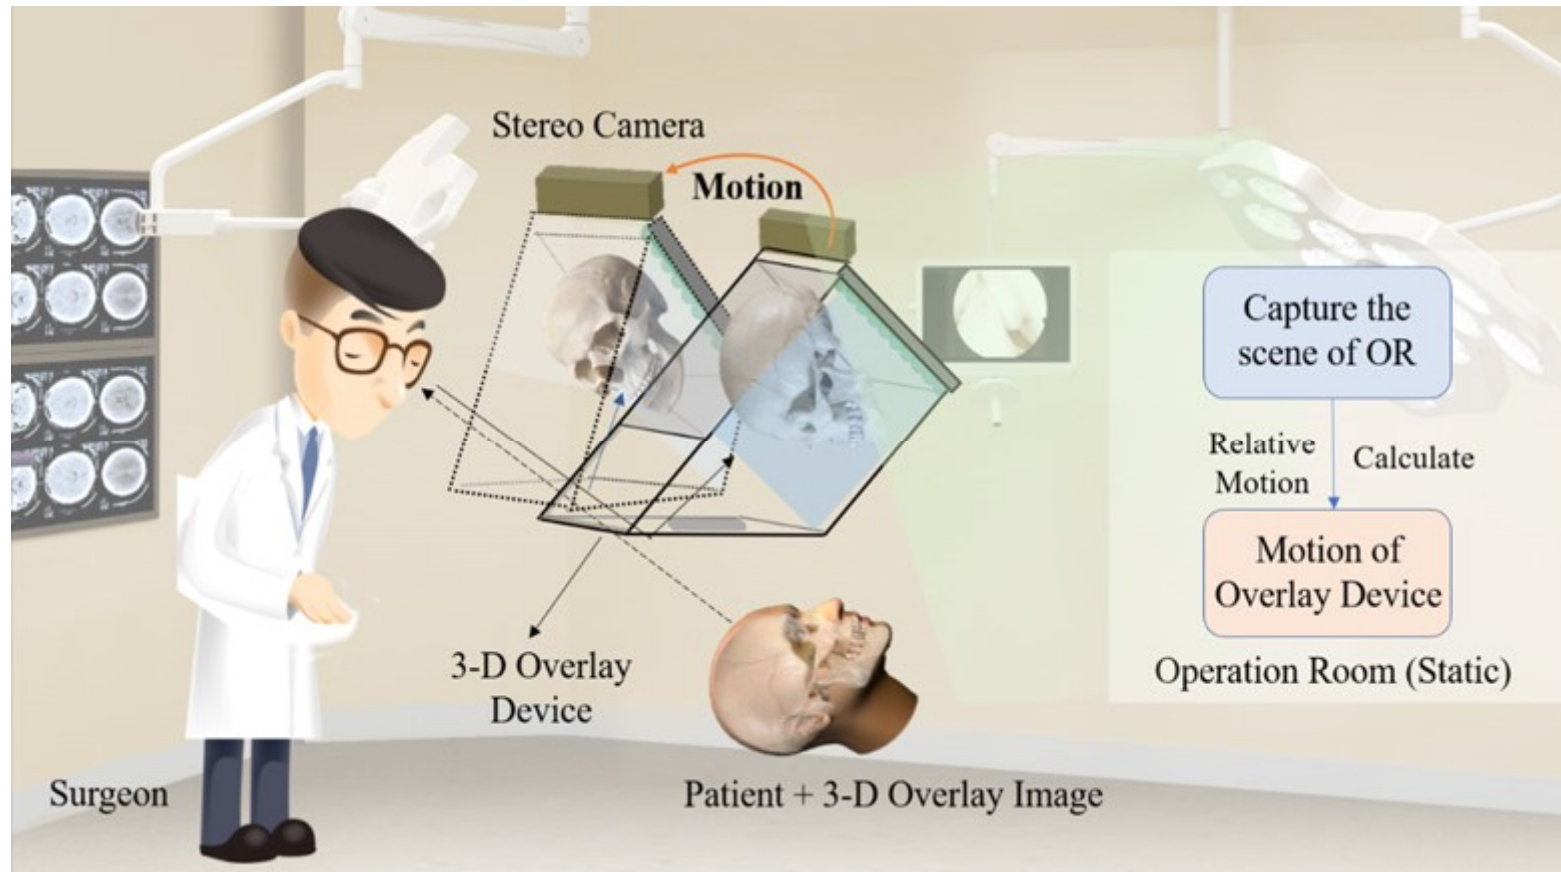 Stereo Camera
Motion
Capture the
scene of OR
Relative
Motion
Calculate
Motion of
Overlay Device
Operation Room (Static)
3-D Overlay
Device
Surgeon
Patient + 3-D Overlay Image